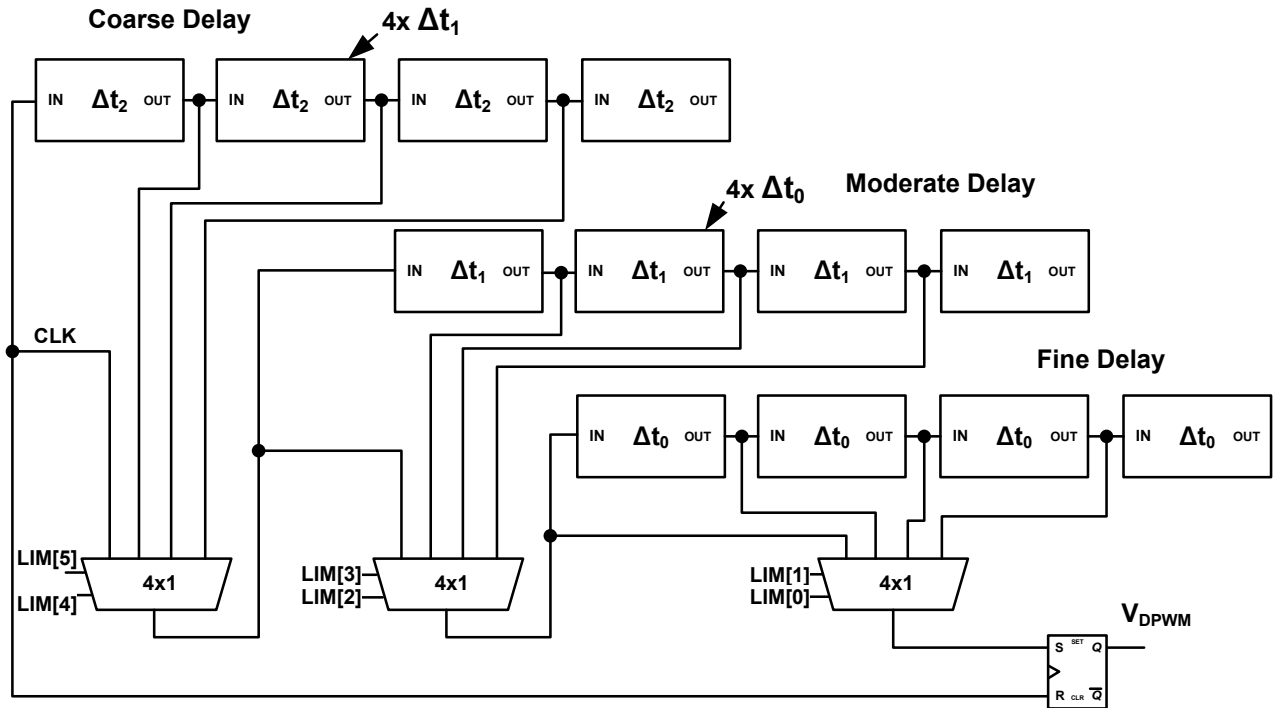 Coarse Delay
4x Δt1
IN Δt2 OUT IN Δt2 OUT IN Δt2 OUT IN Δt2 OUT
Moderate Delay
4x Δt0
IN Δt1 OUT IN Δt1 OUT IN Δt1 OUT IN Δt1 OUT
CLK
Fine Delay
IN Δt0 OUT IN Δt0 OUT IN Δt0 OUT IN Δt0 OUT
LIM[5]
LIM[4]
4x1
LIM[3]
LIM[2]
4x1
LIM[1]
LIM[0]
4x1
VDPWM
S SET Q
R CLR Q̅